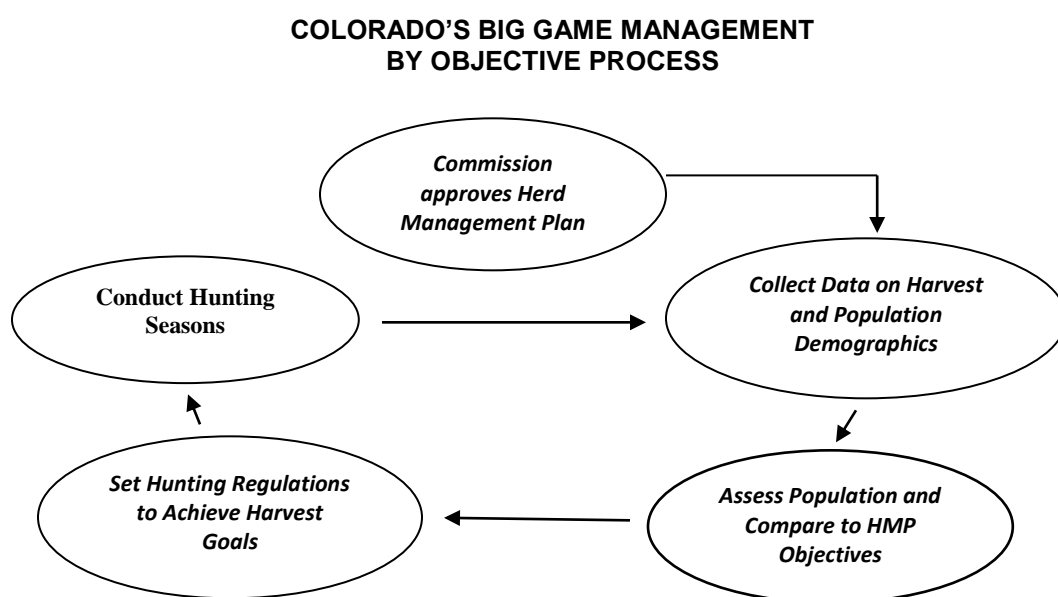 COLORADO’S BIG GAME MANAGEMENT
BY OBJECTIVE PROCESS
Commission
approves Herd
Management Plan
Collect Data on Harvest
and Population
Demographics
Conduct Hunting
Seasons
Set Hunting Regulations
to Achieve Harvest
Goals
Assess Population and
Compare to HMP
Objectives